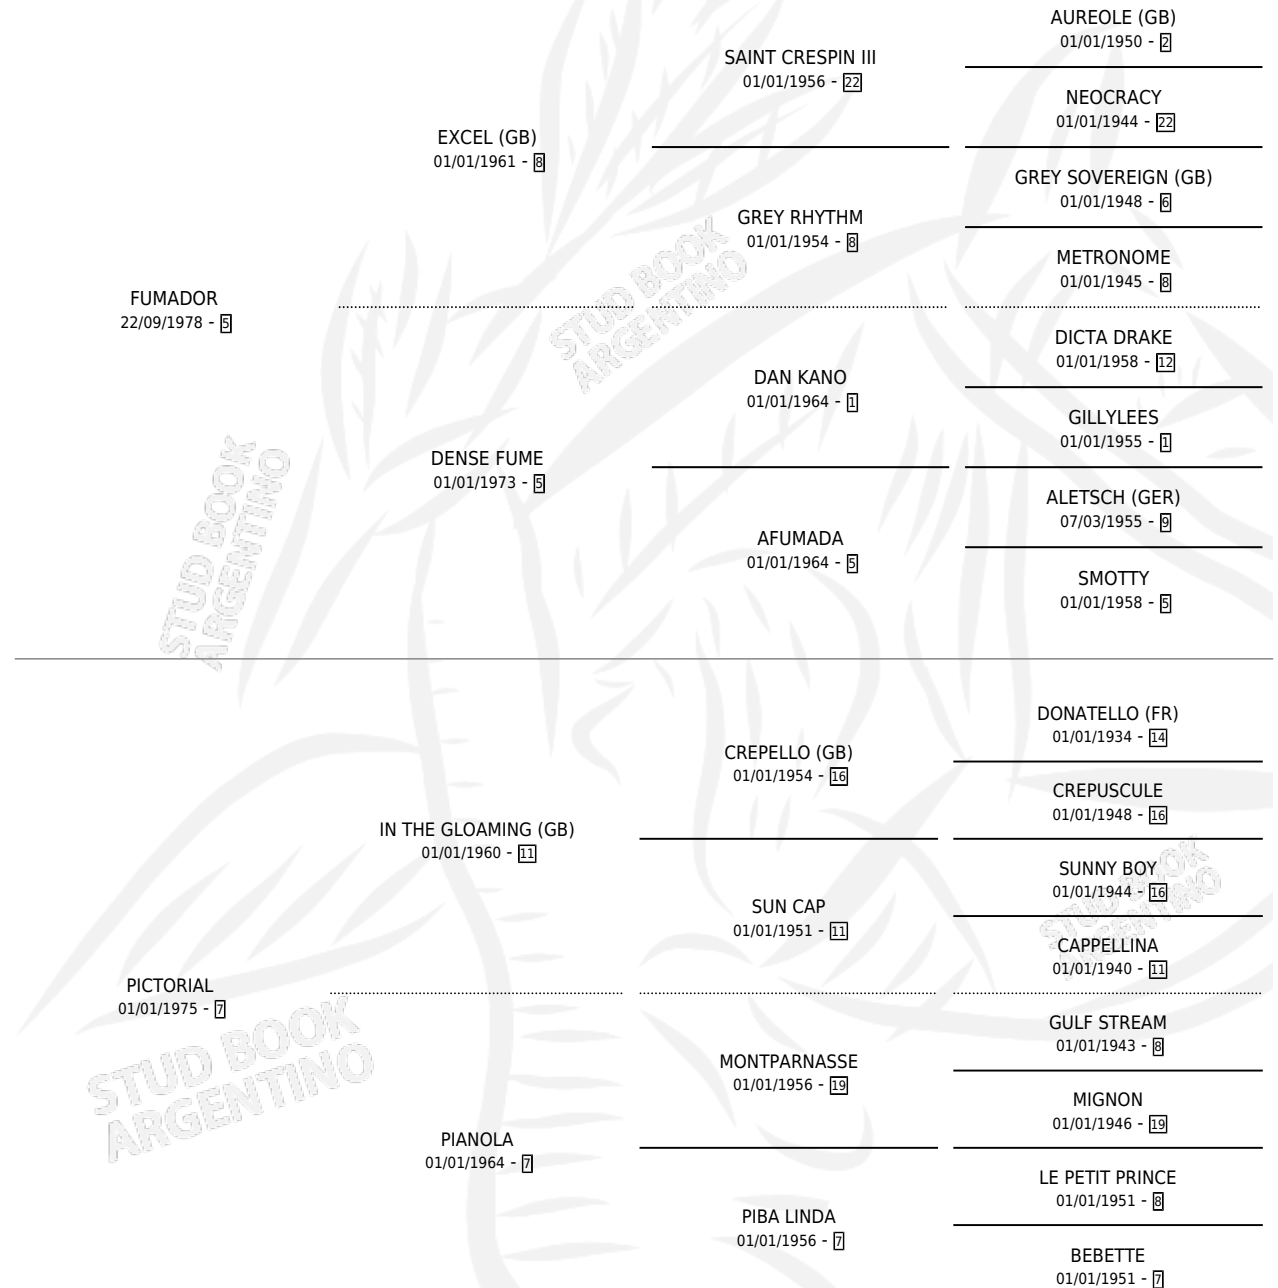 AUREOLE (GB)
01/01/1950 - 2
SAINT CRESPIN III
01/01/1956 - 22
NEOCRACY
01/01/1944 - 22
EXCEL (GB)
01/01/1961 - 8
GREY SOVEREIGN (GB)
01/01/1948 - 6
GREY RHYTHM
01/01/1954 - 8
METRONOME
01/01/1945 - 8
FUMADOR
22/09/1978 - 5
DICTA DRAKE
01/01/1958 - 12
DAN KANO
01/01/1964 - 1
GILLYLEES
01/01/1955 - 1
DENSE FUME
01/01/1973 - 5
ALETSCH (GER)
07/03/1955 - 9
AFUMADA
01/01/1964 - 5
SMOTTY
01/01/1958 - 5
DONATELLO (FR)
01/01/1934 - 14
CREPELLO (GB)
01/01/1954 - 16
CREPUSCULE
01/01/1948 - 16
IN THE GLOAMING (GB)
01/01/1960 - 11
SUNNY BOY
01/01/1944 - 16
SUN CAP
01/01/1951 - 11
CAPPELLINA
01/01/1940 - 11
PICTORIAL
01/01/1975 - 7
GULF STREAM
01/01/1943 - 8
MONTPARNASSE
01/01/1956 - 19
MIGNON
01/01/1946 - 19
PIANOLA
01/01/1964 - 7
LE PETIT PRINCE
01/01/1951 - 8
PIBA LINDA
01/01/1956 - 7
BEBETTE
01/01/1951 - 7
STUD BOOK
ARGENTINO
STUD BOOK
ARGENTINO
STUD BOOK
ARGENTINO
STUD BOOK
ARGENTINO